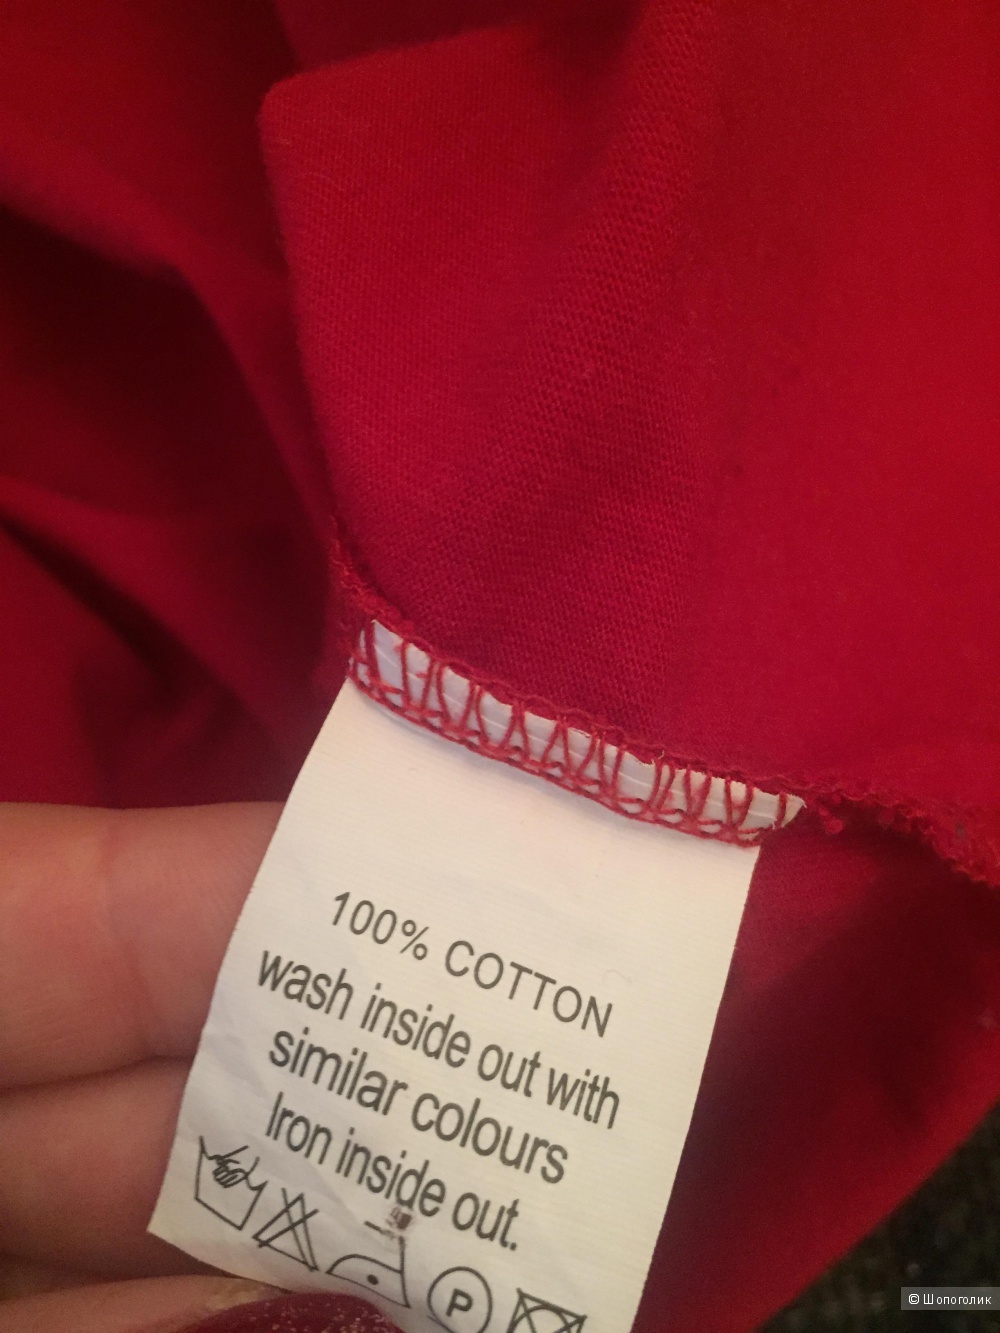 100% COTTON
wash inside out with
similar colours
Iron inside out.
P
© Шопоголик